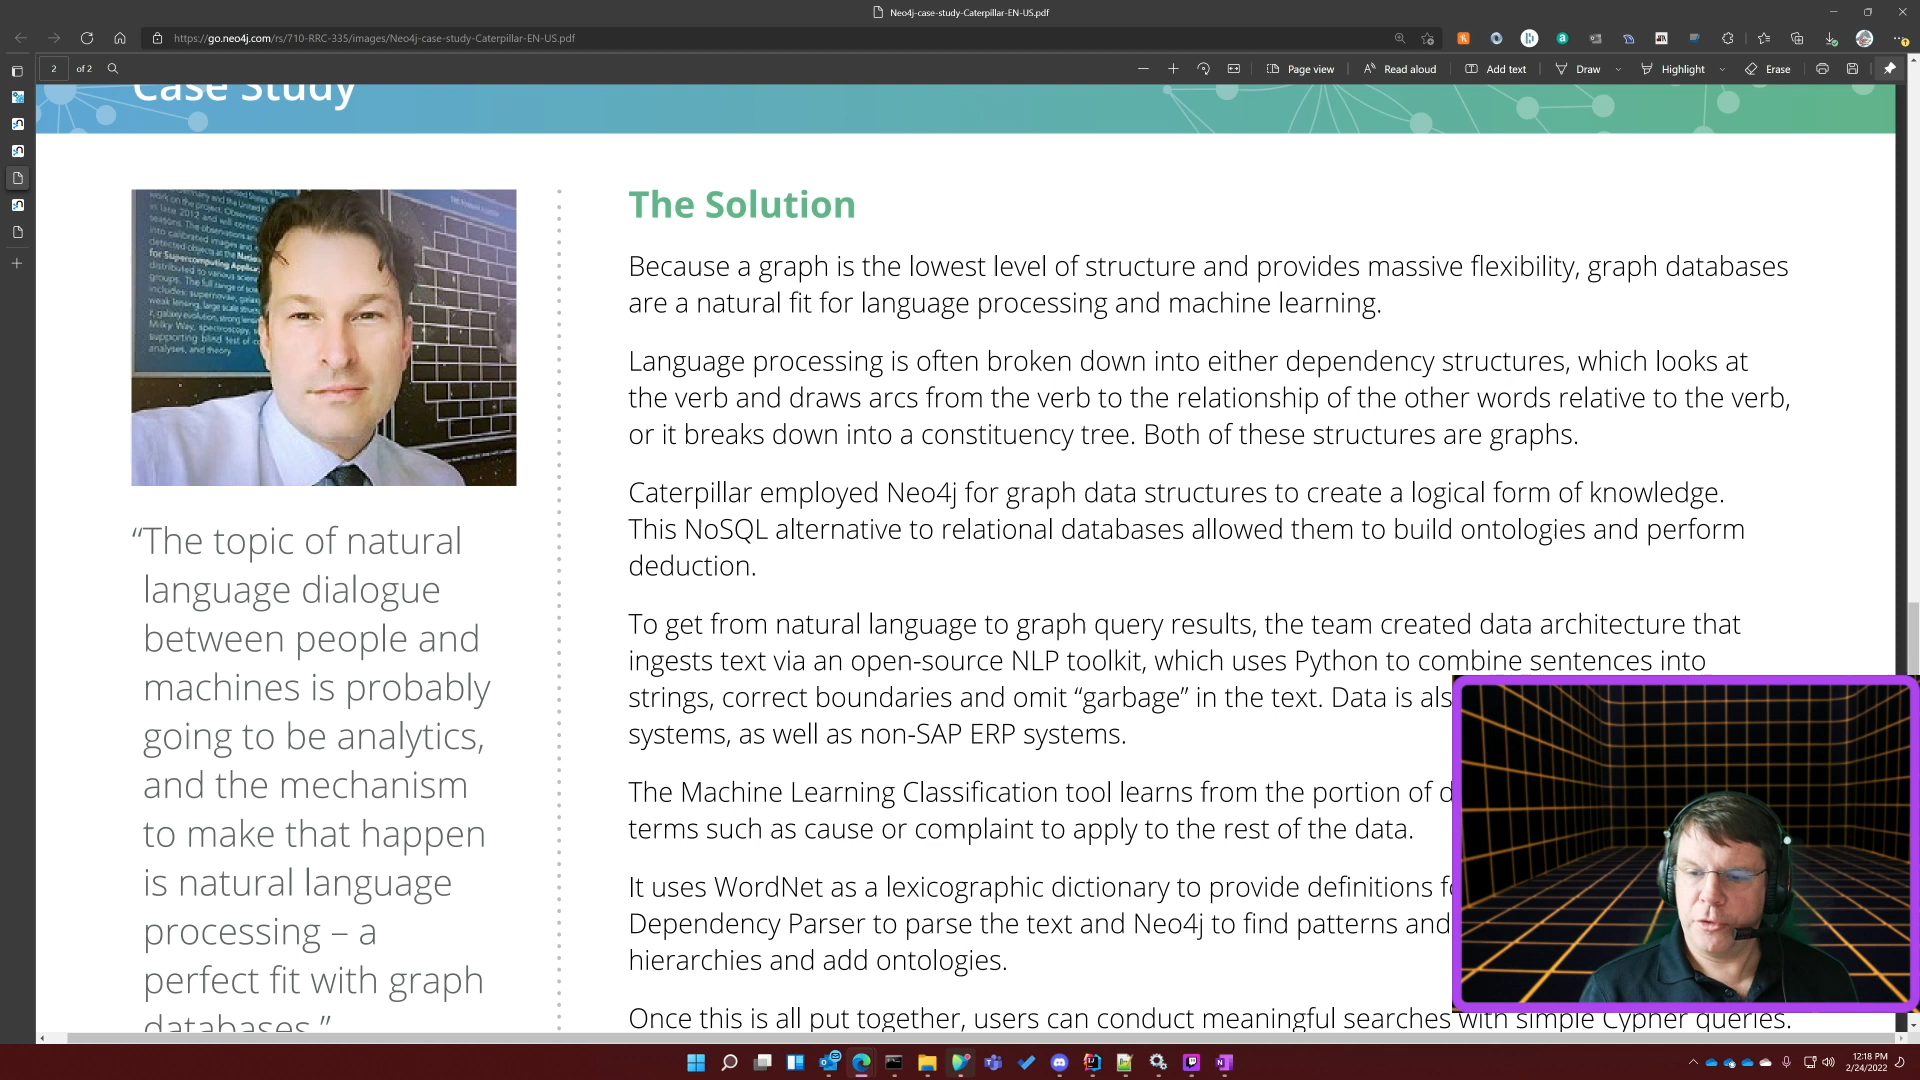 Neo4j-case-study-Caterpillar-EN-US.pdf
https://go.neo4j.com/rs/710-RRC-335/images/Neo4j-case-study-Caterpillar-EN-US.pdf
2 of 2
Page view
Read aloud
Add text
Draw
Highlight
Erase
Case Study
for Supercomputing Applic
Milky Way, spectroscopy, s
supporting blind test of co
analyses, and theory.
“The topic of natural
language dialogue
between people and
machines is probably
going to be analytics,
and the mechanism
to make that happen
is natural language
processing – a
perfect fit with graph
databases.”
The Solution
Because a graph is the lowest level of structure and provides massive flexibility, graph databases
are a natural fit for language processing and machine learning.
Language processing is often broken down into either dependency structures, which looks at
the verb and draws arcs from the verb to the relationship of the other words relative to the verb,
or it breaks down into a constituency tree. Both of these structures are graphs.
Caterpillar employed Neo4j for graph data structures to create a logical form of knowledge.
This NoSQL alternative to relational databases allowed them to build ontologies and perform
deduction.
To get from natural language to graph query results, the team created data architecture that
ingests text via an open-source NLP toolkit, which uses Python to combine sentences into
strings, correct boundaries and omit “garbage” in the text. Data is als
systems, as well as non-SAP ERP systems.
The Machine Learning Classification tool learns from the portion of d
terms such as cause or complaint to apply to the rest of the data.
It uses WordNet as a lexicographic dictionary to provide definitions f
Dependency Parser to parse the text and Neo4j to find patterns and
hierarchies and add ontologies.
Once this is all put together, users can conduct meaningful searches with simple Cypher queries.
12:18 PM
2/24/2022